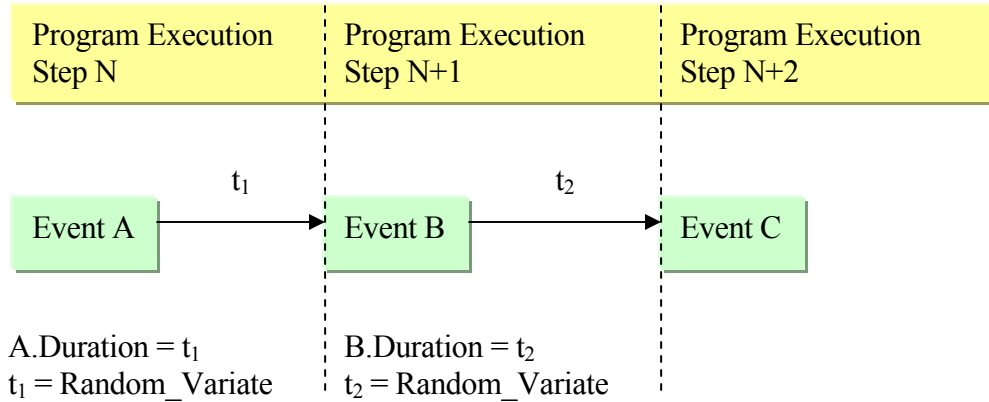 Program Execution
Step N
Program Execution
Step N+1
Program Execution
Step N+2
t₁
t₂
Event A
Event B
Event C
A.Duration = t₁
t₁ = Random_Variate
B.Duration = t₂
t₂ = Random_Variate